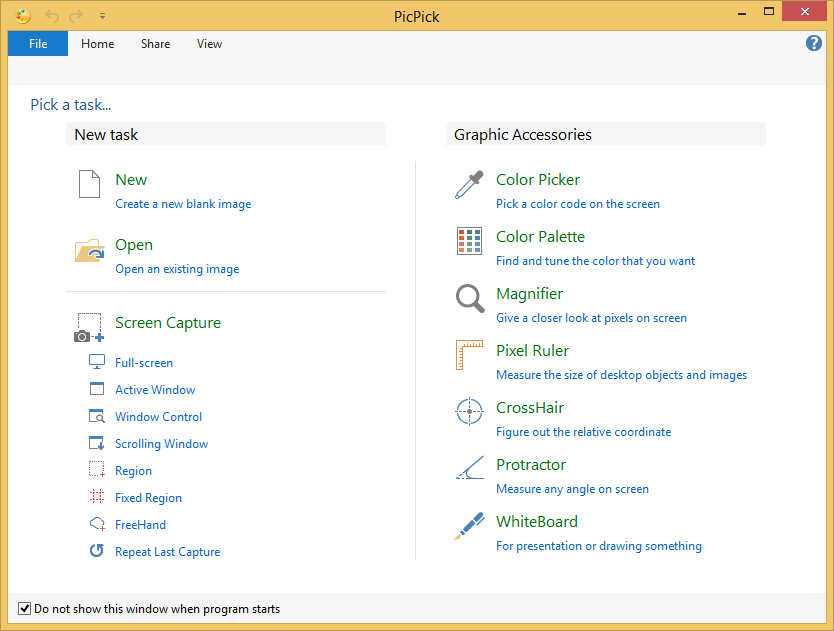 PicPick
File Home Share View
Pick a task...
New task
New
Create a new blank image
Open
Open an existing image
Screen Capture
Full-screen
Active Window
Window Control
Scrolling Window
Region
Fixed Region
FreeHand
Repeat Last Capture
Graphic Accessories
Color Picker
Pick a color code on the screen
Color Palette
Find and tune the color that you want
Magnifier
Give a closer look at pixels on screen
Pixel Ruler
Measure the size of desktop objects and images
CrossHair
Figure out the relative coordinate
Protractor
Measure any angle on screen
WhiteBoard
For presentation or drawing something
Do not show this window when program starts